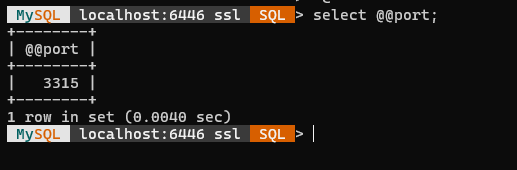 MySQL localhost:6446 ssl SQL > select @@port;
+--------+
| @@port |
+--------+
|   3315 |
+--------+
1 row in set (0.0040 sec)
MySQL localhost:6446 ssl SQL >